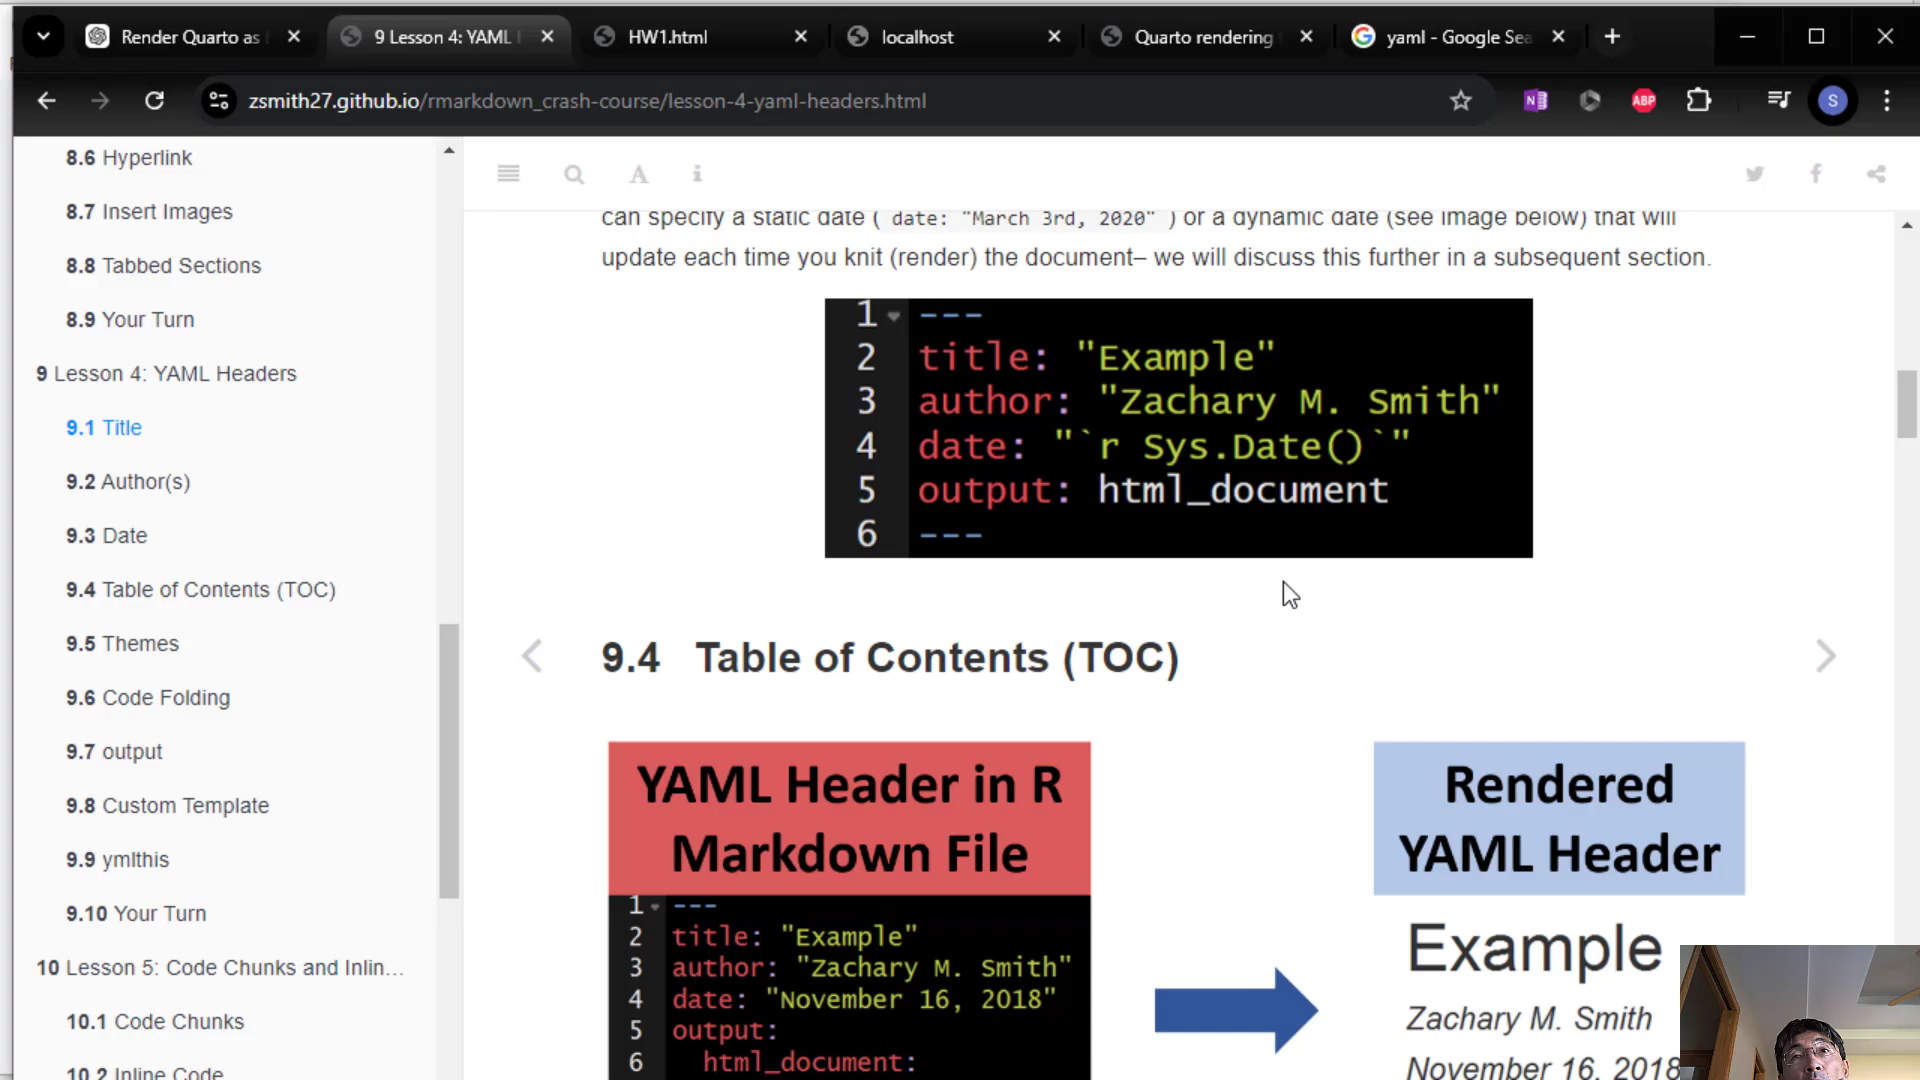 Render Quarto as
9 Lesson 4: YAML
HW1.html
localhost
Quarto rendering
yaml - Google Sea
zsmith27.github.io/rmarkdown_crash-course/lesson-4-yaml-headers.html
N
ABP
S
8.6 Hyperlink
8.7 Insert Images
8.8 Tabbed Sections
8.9 Your Turn
9 Lesson 4: YAML Headers
9.1 Title
9.2 Author(s)
9.3 Date
9.4 Table of Contents (TOC)
9.5 Themes
9.6 Code Folding
9.7 output
9.8 Custom Template
9.9 ymlthis
9.10 Your Turn
10 Lesson 5: Code Chunks and Inlin...
10.1 Code Chunks
10.2 Inline Code
A
can specify a static date ( date: "March 3rd, 2020" ) or a dynamic date (see image below) that will
update each time you knit (render) the document– we will discuss this further in a subsequent section.
1 ---
2 title: "Example"
3 author: "Zachary M. Smith"
4 date: "`r Sys.Date()`"
5 output: html_document
6 ---
9.4 Table of Contents (TOC)
YAML Header in R
Markdown File
1 ---
2 title: "Example"
3 author: "Zachary M. Smith"
4 date: "November 16, 2018"
5 output:
6 html_document:
Rendered
YAML Header
Example
Zachary M. Smith
November 16, 2018